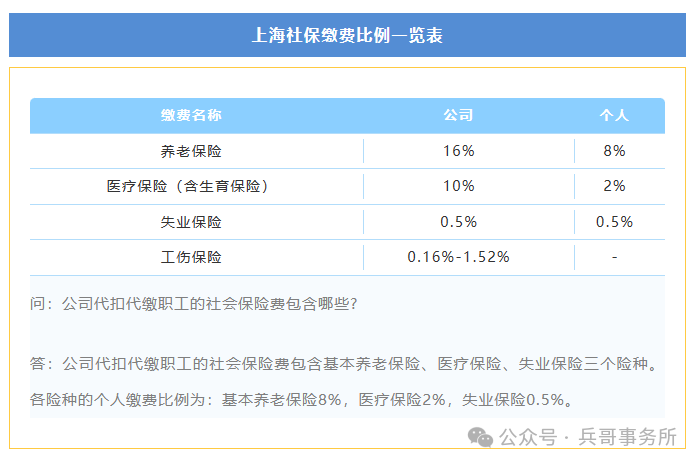 上海社保缴费比例一览表
缴费名称 公司 个人
养老保险 16% 8%
医疗保险（含生育保险） 10% 2%
失业保险 0.5% 0.5%
工伤保险 0.16%-1.52% -
问：公司代扣代缴职工的社会保险费包含哪些?
答：公司代扣代缴职工的社会保险费包含基本养老保险、医疗保险、失业保险三个险种。
各险种的个人缴费比例为：基本养老保险8%，医疗保险2%，失业保险0.5%。
公众号 · 兵哥事务所